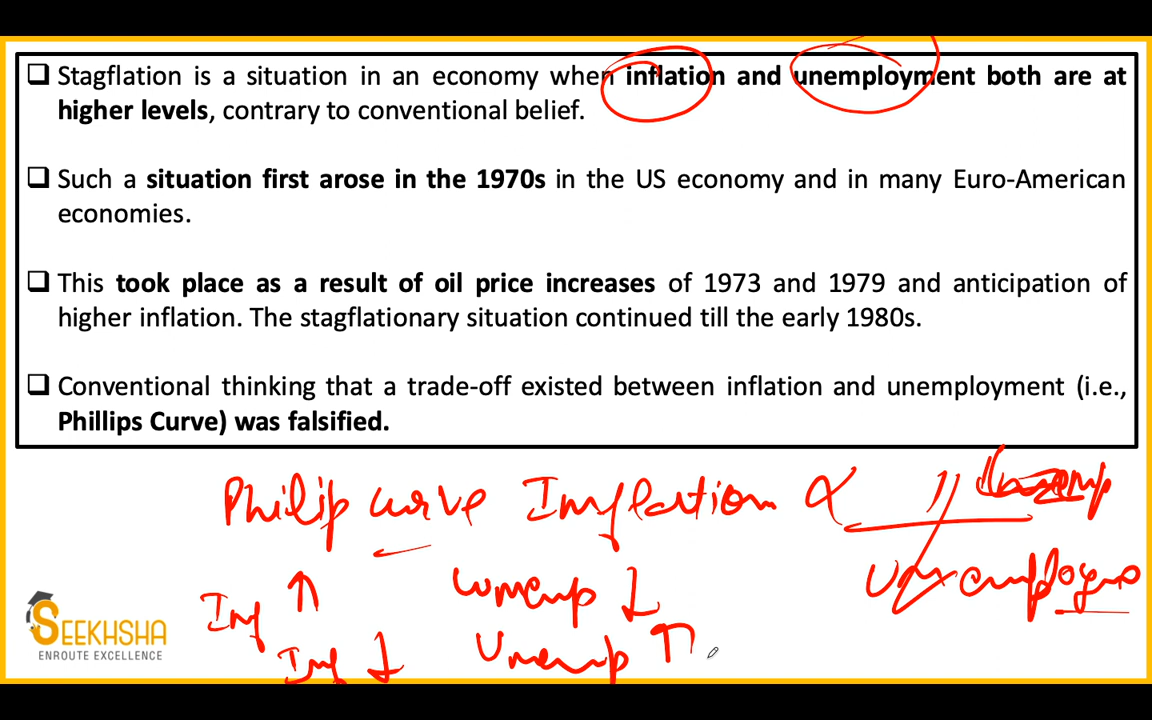 ❑ Stagflation is a situation in an economy when inflation and unemployment both are at
higher levels, contrary to conventional belief.
❑ Such a situation first arose in the 1970s in the US economy and in many Euro-American
economies.
❑ This took place as a result of oil price increases of 1973 and 1979 and anticipation of
higher inflation. The stagflationary situation continued till the early 1980s.
❑ Conventional thinking that a trade-off existed between inflation and unemployment (i.e.,
Phillips Curve) was falsified.
Philip curve Inflation ∝ 1/
Inf ↑ unemp ↓
Inf ↓ Unemp ↑
SEEKHSHA
ENROUTE EXCELLENCE